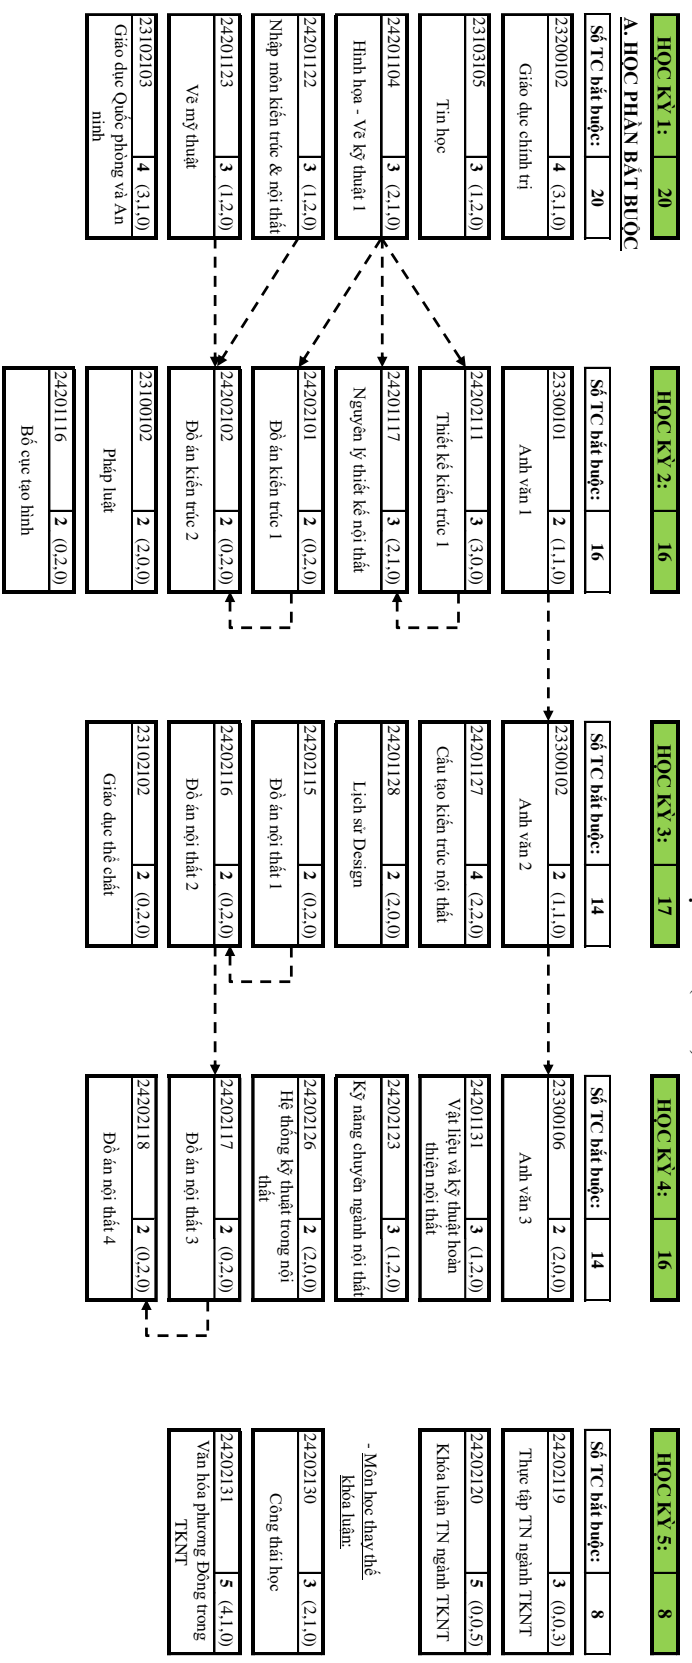 HỌC KỲ 1: 20
A. HỌC PHẦN BẮT BUỘC
Số TC bắt buộc: 20
23200102 4 (3,1,0)
Giáo dục chính trị
23103105 3 (1,2,0)
Tin học
24201104 3 (2,1,0)
Hình họa - Vẽ kỹ thuật 1
24201122 3 (1,2,0)
Nhập môn kiến trúc & nội thất
24201123 3 (1,2,0)
Vẽ mỹ thuật
23102103 4 (3,1,0)
Giáo dục Quốc phòng và An
ninh
HỌC KỲ 2: 16
Số TC bắt buộc: 16
23300101 2 (1,1,0)
Anh văn 1
24202111 3 (3,0,0)
Thiết kế kiến trúc 1
24201117 3 (2,1,0)
Nguyên lý thiết kế nội thất
24202101 2 (0,2,0)
Đồ án kiến trúc 1
24202102 2 (0,2,0)
Đồ án kiến trúc 2
23100102 2 (2,0,0)
Pháp luật
24201116 2 (0,2,0)
Bố cục tạo hình
HỌC KỲ 3: 17
Số TC bắt buộc: 14
23300102 2 (1,1,0)
Anh văn 2
24201127 4 (2,2,0)
Cấu tạo kiến trúc nội thất
24201128 2 (2,0,0)
Lịch sử Design
24202115 2 (0,2,0)
Đồ án nội thất 1
24202116 2 (0,2,0)
Đồ án nội thất 2
23102102 2 (0,2,0)
Giáo dục thể chất
HỌC KỲ 4: 16
Số TC bắt buộc: 14
23300106 2 (2,0,0)
Anh văn 3
24201131 3 (1,2,0)
Vật liệu và kỹ thuật hoàn
thiện nội thất
24202123 3 (1,2,0)
Kỹ năng chuyên ngành nội thất
24202126 2 (2,0,0)
Hệ thống kỹ thuật trong nội
thất
24202117 2 (0,2,0)
Đồ án nội thất 3
24202118 2 (0,2,0)
Đồ án nội thất 4
HỌC KỲ 5: 8
Số TC bắt buộc: 8
24202119 3 (0,0,3)
Thực tập TN ngành TKNT
24202120 5 (0,0,5)
Khóa luận TN ngành TKNT
- Môn học thay thế
khóa luận:
24202130 3 (2,1,0)
Công thái học
24202131 5 (4,1,0)
Văn hóa phương Đông trong
TKNT